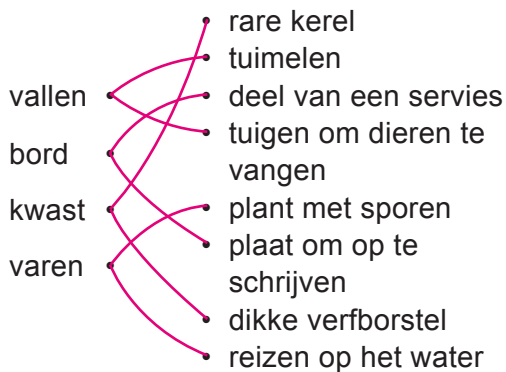 vallen
bord
kwast
varen
rare kerel
tuimelen
deel van een servies
tuigen om dieren te
vangen
plant met sporen
plaat om op te
schrijven
dikke verfborstel
reizen op het water